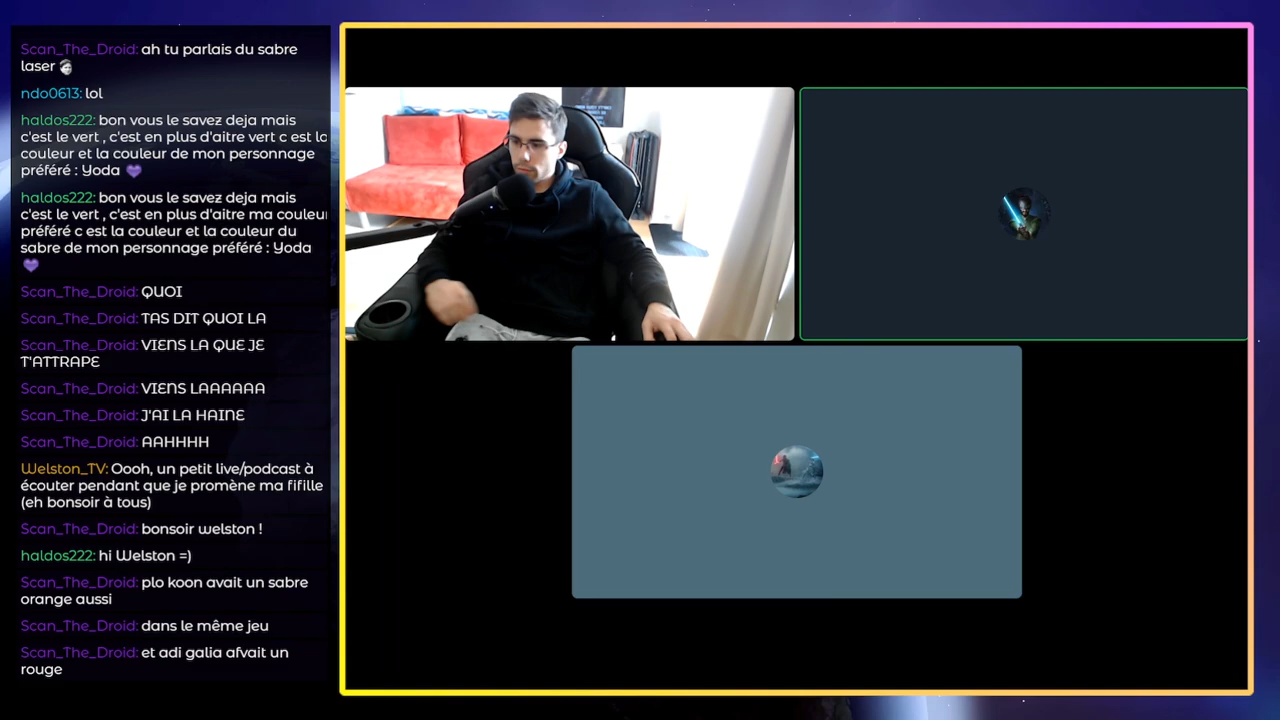 Scan_The_Droid: ah tu parlais du sabre
laser
ndo0613: lol
haldos222: bon vous le savez deja mais
c'est le vert , c'est en plus d'aitre vert c est la
couleur et la couleur de mon personnage
préféré : Yoda
haldos222: bon vous le savez deja mais
c'est le vert , c'est en plus d'aitre ma couleur
préféré c est la couleur et la couleur du
sabre de mon personnage préféré : Yoda
Scan_The_Droid: QUOI
Scan_The_Droid: TAS DIT QUOI LA
Scan_The_Droid: VIENS LA QUE JE
T'ATTRAPE
Scan_The_Droid: VIENS LAAAAAA
Scan_The_Droid: J'AI LA HAINE
Scan_The_Droid: AAHHHH
Welston_TV: Oooh, un petit live/podcast à
écouter pendant que je promène ma fifille
(eh bonsoir à tous)
Scan_The_Droid: bonsoir welston !
haldos222: hi Welston =)
Scan_The_Droid: plo koon avait un sabre
orange aussi
Scan_The_Droid: dans le même jeu
Scan_The_Droid: et adi galia afvait un
rouge